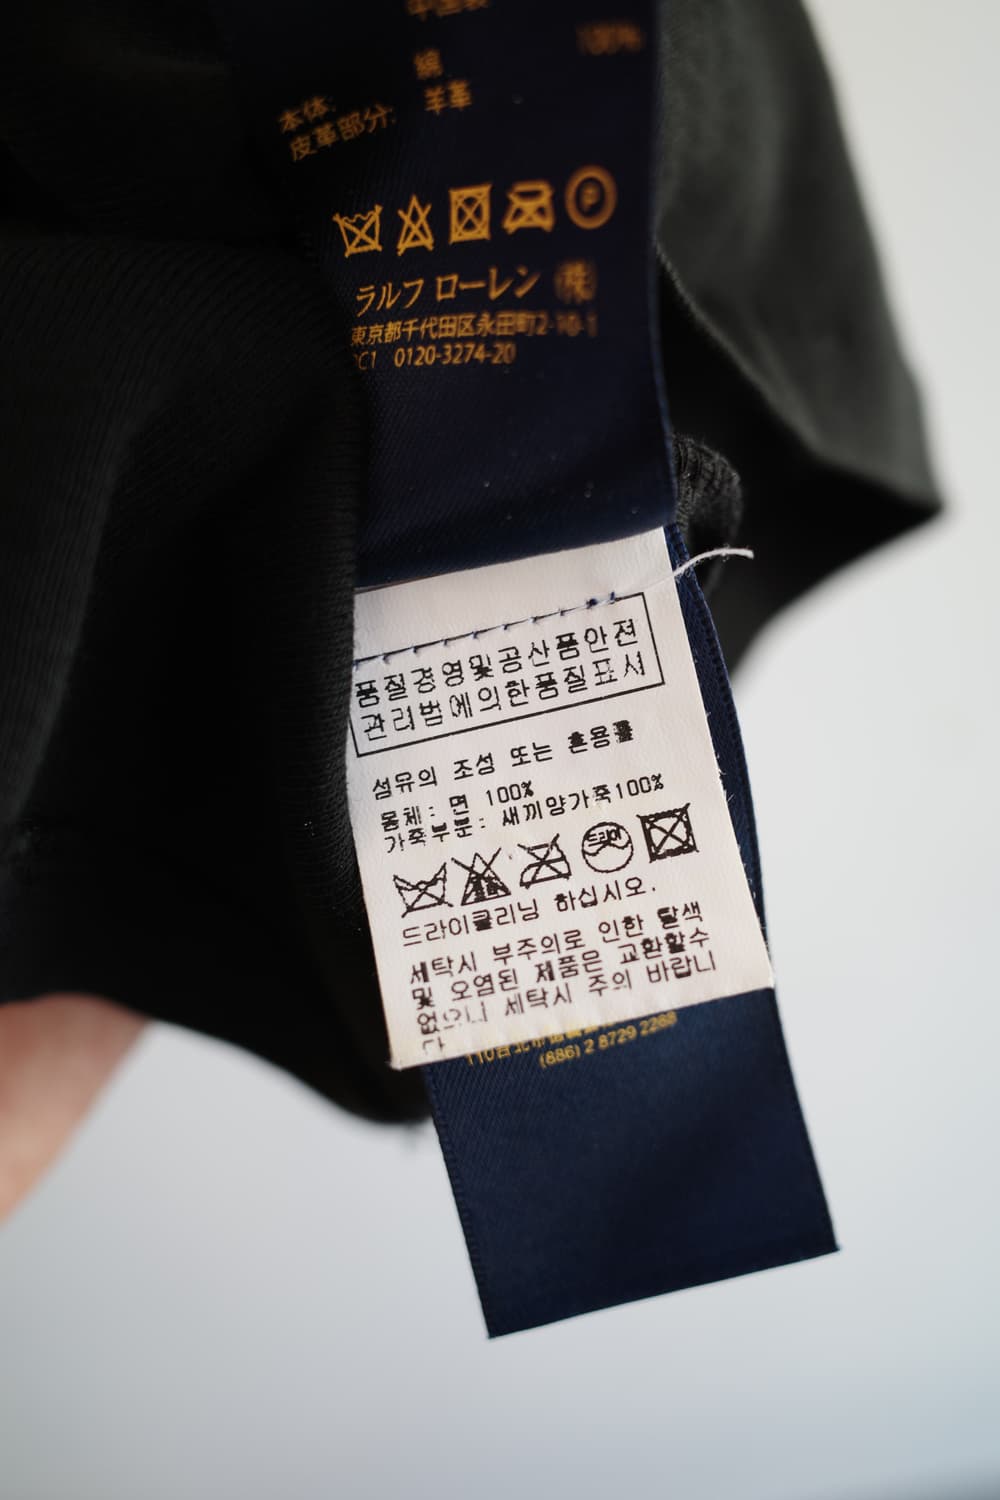 中国製
綿 100%
本体:
羊革
皮革部分:
P
ラルフ ローレン (株)
東京都千代田区永田町2-10-1
0120-3274-20
품질경영및공산품안전
관리법에의한품질표시
섬유의 조성 또는 혼용률
몸체: 면 100%
가죽부분: 새끼양가죽100%
드라이
드라이클리닝 하십시오.
세탁시 부주의로 인한 탈색
및 오염된 제품은 교환할수
없으니 세탁시 주의 바랍니
다
(886) 2 8729 2288